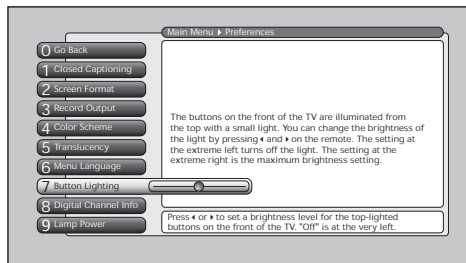 Main Menu ▸ Preferences
0 Go Back
1 Closed Captioning
2 Screen Format
3 Record Output
4 Color Scheme
5 Translucency
6 Menu Language
7 Button Lighting
8 Digital Channel Info
9 Lamp Power
The buttons on the front of the TV are illuminated from
the top with a small light. You can change the brightness of
the light by pressing ◂ and ▸ on the remote. The setting at
the extreme left turns off the light. The setting at the
extreme right is the maximum brightness setting.
Press ◂ or ▸ to set a brightness level for the top-lighted
buttons on the front of the TV. "Off" is at the very left.